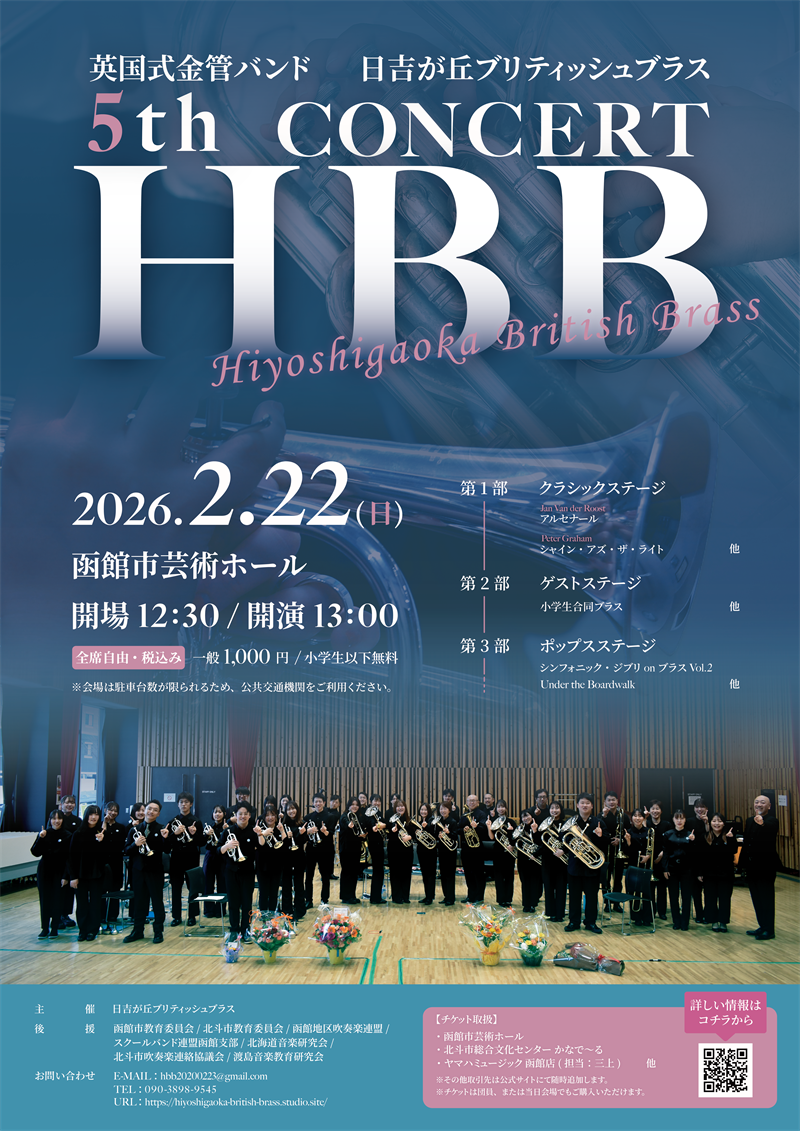 英国式金管バンド　日吉が丘ブリティッシュブラス
5th CONCERT
HBB
Hiyoshigaoka British Brass
2026.2.22(日)
函館市芸術ホール
開場 12:30 / 開演 13:00
全席自由・税込み 一般 1,000 円 / 小学生以下無料
※会場は駐車台数が限られるため、公共交通機関をご利用ください。
第1部 クラシックステージ
Jan Van der Roost
アルセナール
Peter Graham
シャイン・アズ・ザ・ライト 他
第2部 ゲストステージ
小学生合同ブラス 他
第3部 ポップスステージ
シンフォニック・ジブリ on ブラス Vol.2
Under the Boardwalk 他
主催 日吉が丘ブリティッシュブラス
後援 函館市教育委員会 / 北斗市教育委員会 / 函館地区吹奏楽連盟 /
スクールバンド連盟函館支部 / 北海道音楽研究会 /
北斗市吹奏楽連絡協議会 / 渡島音楽教育研究会
お問い合わせ E-MAIL：hbb20200223@gmail.com
TEL：090-3898-9545
URL：https://hiyoshigaoka-british-brass.studio.site/
【チケット取扱】
・函館市芸術ホール
・北斗市総合文化センター かなで～る
・ヤマハミュージック 函館店 ( 担当：三上 ) 他
※その他取引先は公式サイトにて随時追加します。
※チケットは団員、または当日会場でもご購入いただけます。
詳しい情報は
コチラから